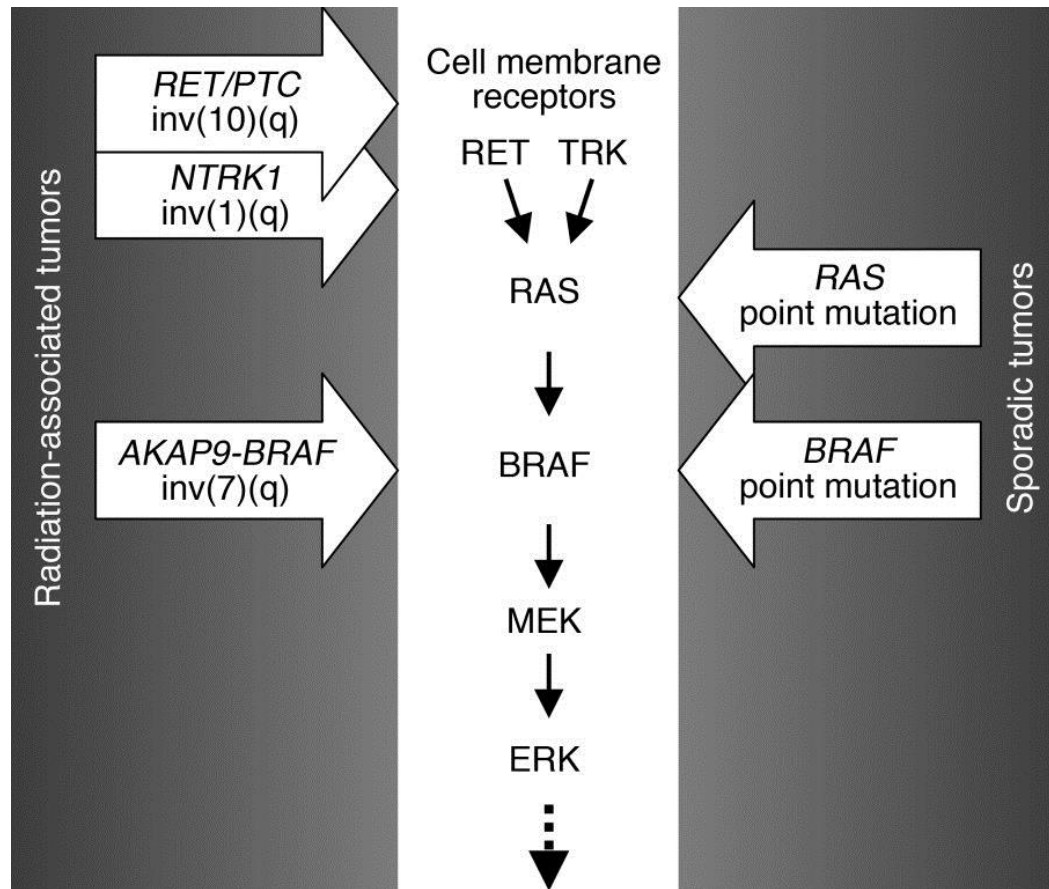 Radiation-associated tumors
RET/PTC
inv(10)(q)
NTRK1
inv(1)(q)
AKAP9-BRAF
inv(7)(q)
Cell membrane
receptors
RET TRK
RAS
BRAF
MEK
ERK
RAS
point mutation
BRAF
point mutation
Sporadic tumors